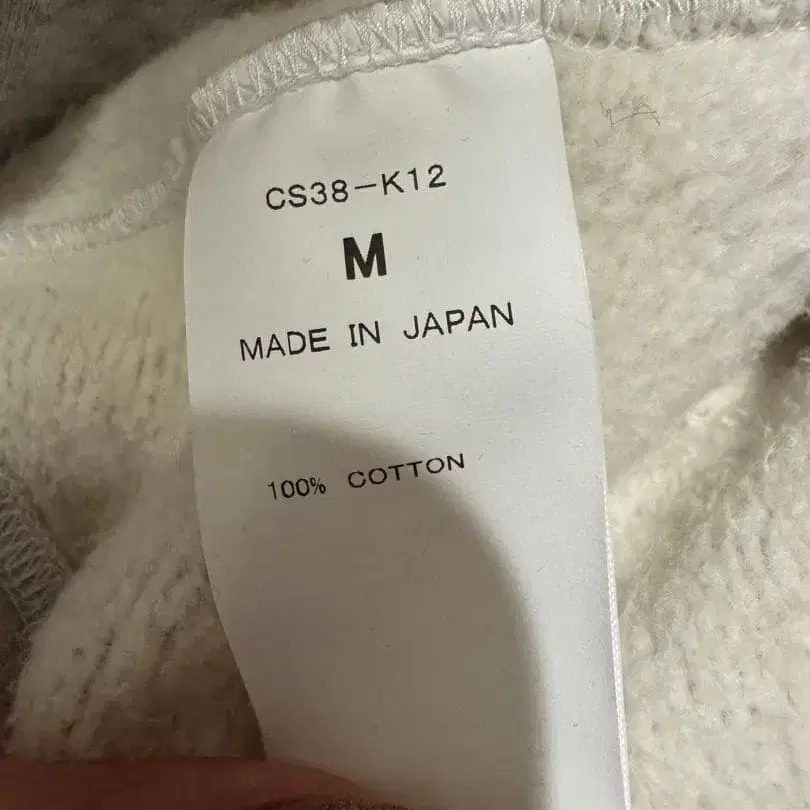 CS38-K12
M
MADE IN JAPAN
100% COTTON